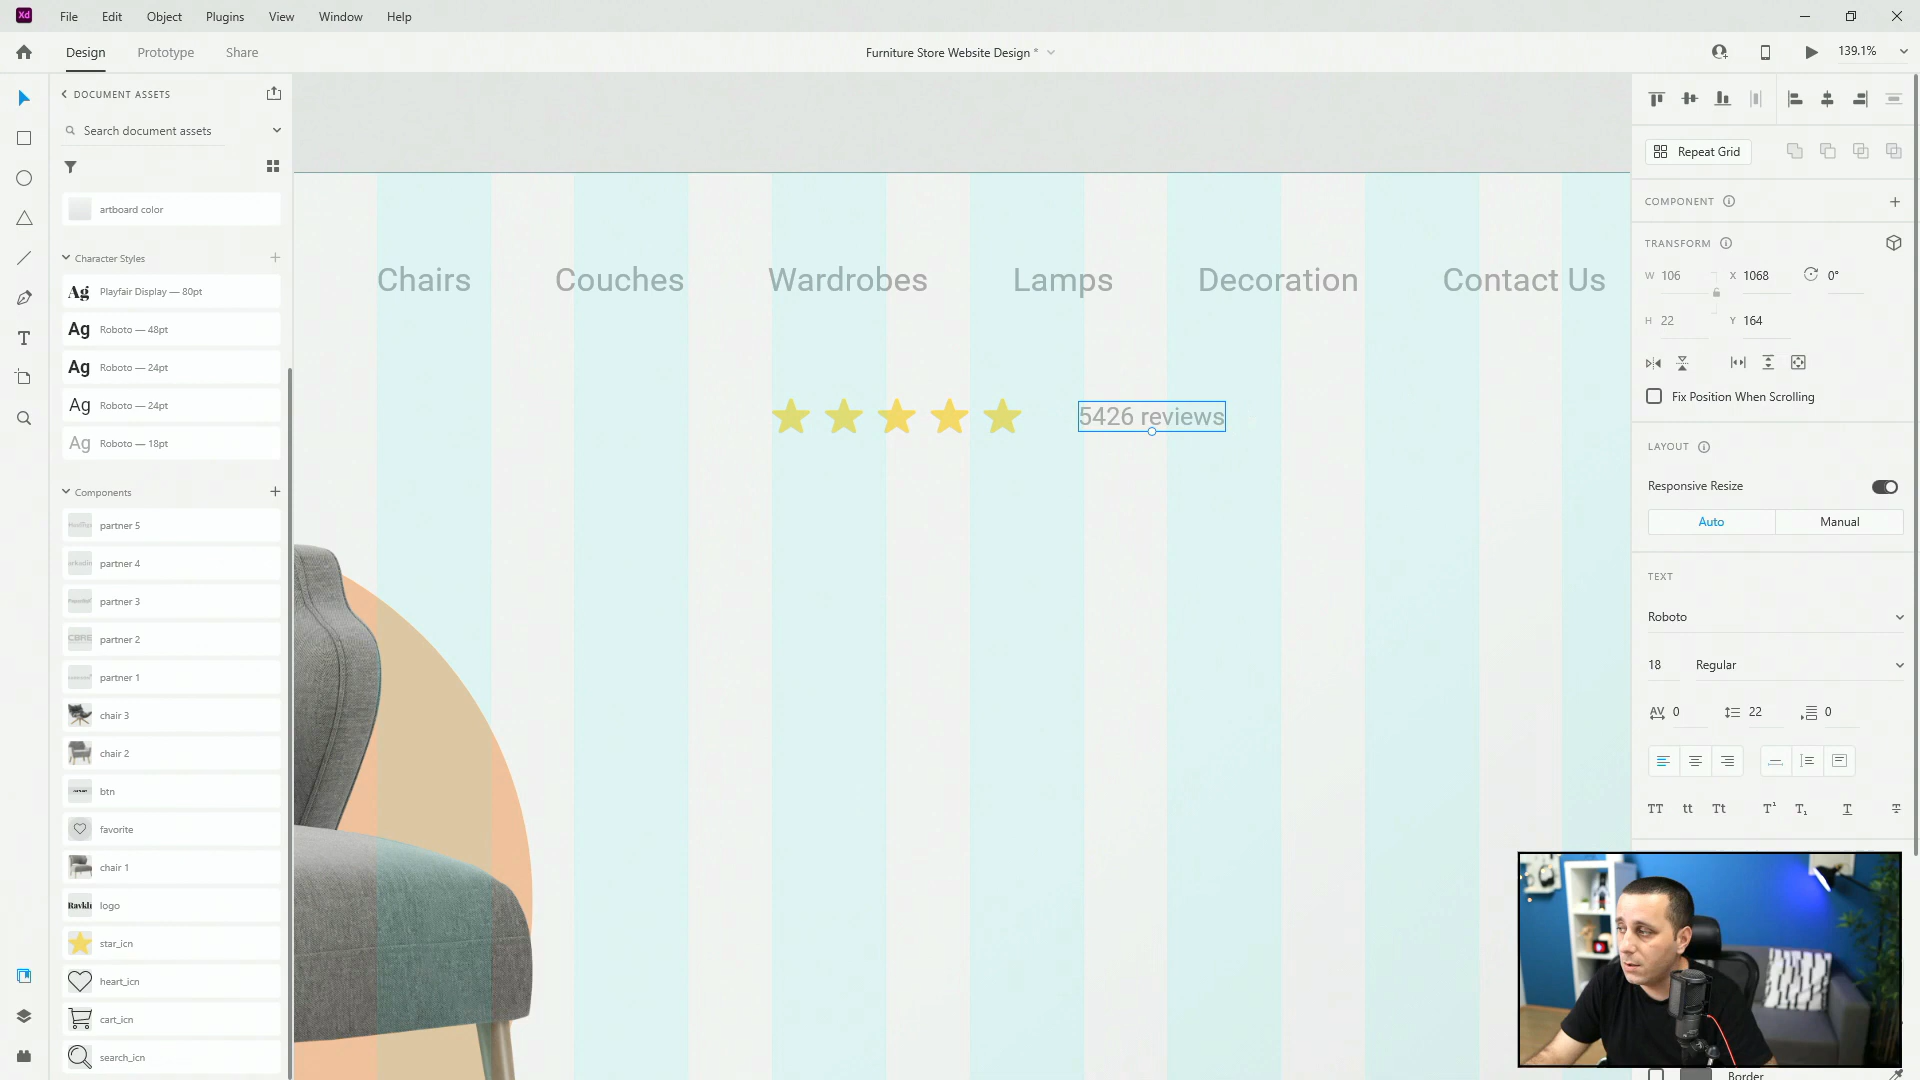 Xd File Edit Object Plugins View Window Help
Design Prototype Share
Furniture Store Website Design *
139.1%
DOCUMENT ASSETS
Search document assets
artboard color
Character Styles
Ag Playfair Display — 80pt
Ag Roboto — 48pt
Ag Roboto — 24pt
Ag Roboto — 24pt
Ag Roboto — 18pt
Components
partner 5
partner 4
partner 3
CBRE partner 2
partner 1
chair 3
chair 2
btn
favorite
chair 1
logo
star_icn
heart_icn
cart_icn
search_icn
Chairs Couches Wardrobes Lamps Decoration Contact Us
5426 reviews
Repeat Grid
COMPONENT
TRANSFORM
W 106 X 1068 0°
H 22 Y 164
Fix Position When Scrolling
LAYOUT
Responsive Resize
Auto Manual
TEXT
Roboto
18 Regular
AV 0 22 0
TT tt Tt T¹ T₁ T T
Border